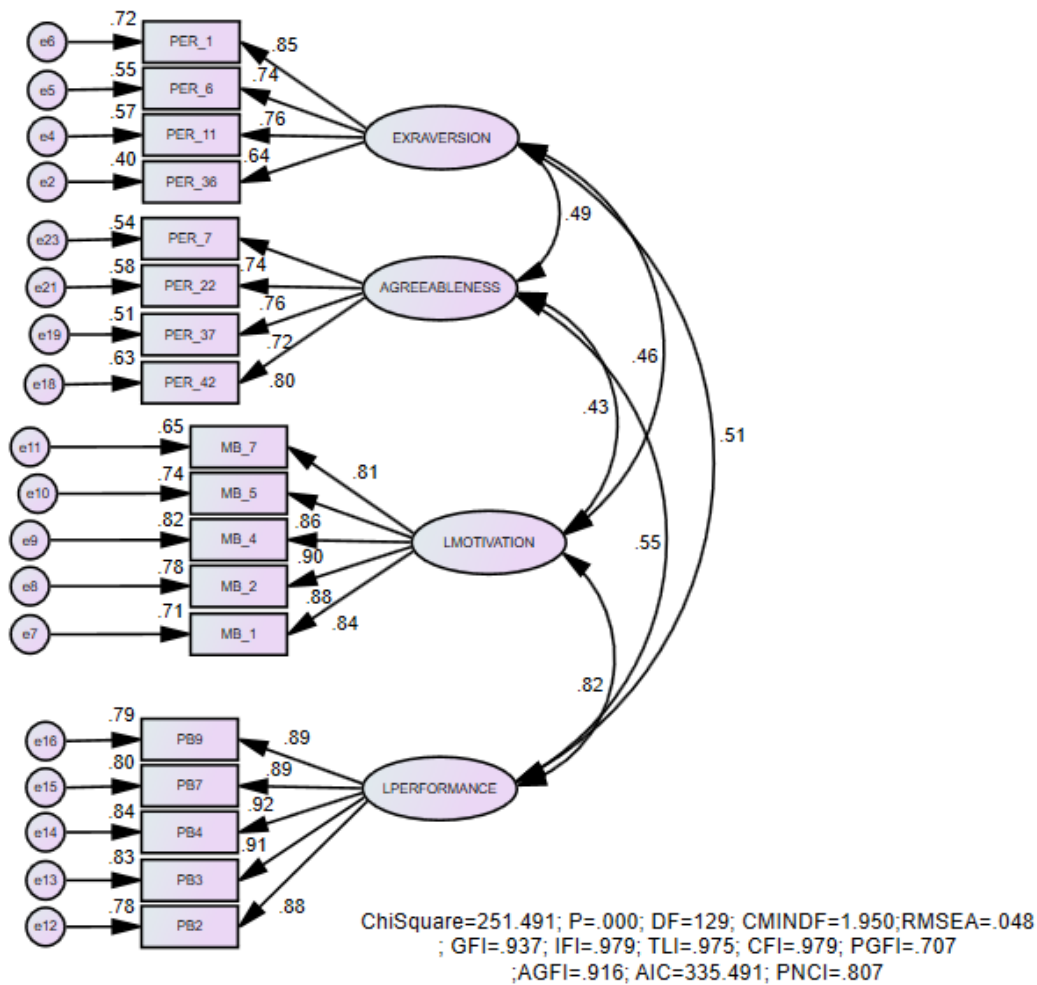 .72
e6
PER_1
.85
.55
e5
PER_6
.74
.57
e4
PER_11
.76
EXRAVERSION
.40
e2
PER_36
.64
.49
.54
e23
PER_7
.74
.58
e21
PER_22
.76
AGREEABLENESS
.51
e19
PER_37
.72
.63
e18
PER_42
.80
.46
.43
.51
.65
e11
MB_7
.81
.74
e10
MB_5
.86
.82
e9
MB_4
.90
LMOTIVATION
.55
.78
e8
MB_2
.88
.71
e7
MB_1
.84
.82
.79
e16
PB9
.89
.80
e15
PB7
.89
LPERFORMANCE
.84
e14
PB4
.92
.83
e13
PB3
.91
.78
e12
PB2
.88
ChiSquare=251.491; P=.000; DF=129; CMINDF=1.950;RMSEA=.048
; GFI=.937; IFI=.979; TLI=.975; CFI=.979; PGFI=.707
;AGFI=.916; AIC=335.491; PNCI=.807